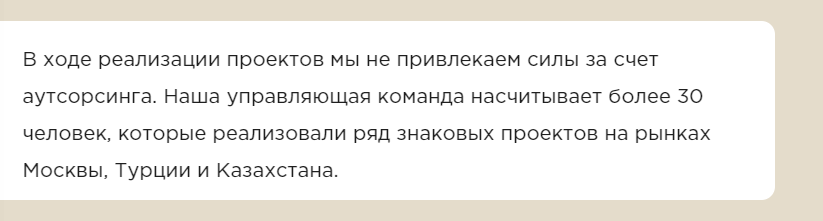 В ходе реализации проектов мы не привлекаем силы за счет
аутсорсинга. Наша управляющая команда насчитывает более 30
человек, которые реализовали ряд знаковых проектов на рынках
Москвы, Турции и Казахстана.